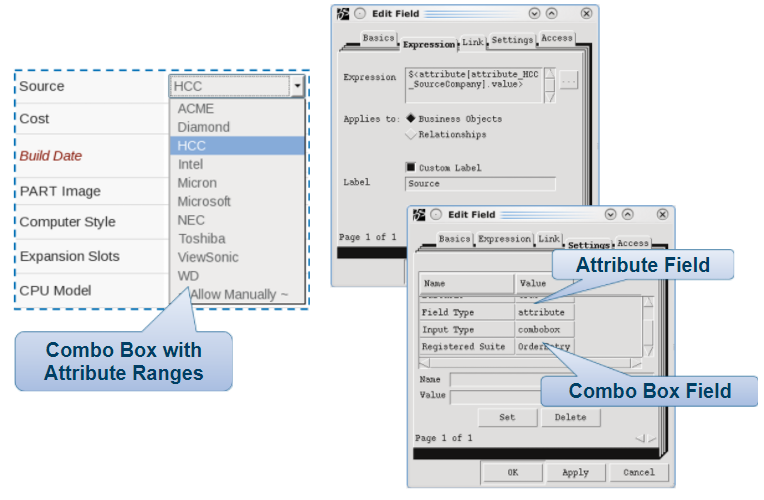 Source
HCC
ACME
Diamond
HCC
Intel
Micron
Microsoft
NEC
Toshiba
ViewSonic
WD
Allow Manually ~
Cost
Build Date
PART Image
Computer Style
Expansion Slots
CPU Model
Combo Box with
Attribute Ranges
Edit Field
Basics Expression Link Settings Access
Expression
$<attribute[attribute_HCC
_SourceCompany].value>
...
Applies to: Business Objects
Relationships
Custom Label
Label Source
Page 1 of 1
Edit Field
Basics Expression Link Settings Access
Attribute Field
Name Value
Field Type attribute
Input Type combobox
Registered Suite OrderEntry
Combo Box Field
Name
Value
Set Delete
Page 1 of 1
OK Apply Cancel